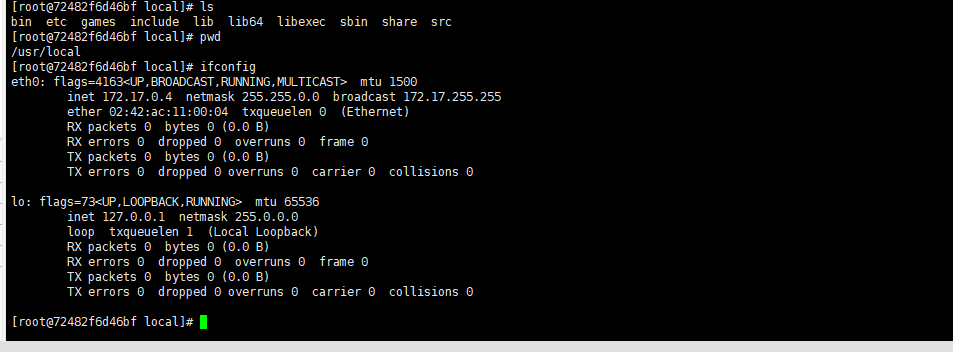 [root@72482f6d46bf local]# ls
bin  etc  games  include  lib  lib64  libexec  sbin  share  src
[root@72482f6d46bf local]# pwd
/usr/local
[root@72482f6d46bf local]# ifconfig
eth0: flags=4163<UP,BROADCAST,RUNNING,MULTICAST>  mtu 1500
        inet 172.17.0.4  netmask 255.255.0.0  broadcast 172.17.255.255
        ether 02:42:ac:11:00:04  txqueuelen 0  (Ethernet)
        RX packets 0  bytes 0 (0.0 B)
        RX errors 0  dropped 0  overruns 0  frame 0
        TX packets 0  bytes 0 (0.0 B)
        TX errors 0  dropped 0 overruns 0  carrier 0  collisions 0

lo: flags=73<UP,LOOPBACK,RUNNING>  mtu 65536
        inet 127.0.0.1  netmask 255.0.0.0
        loop  txqueuelen 1  (Local Loopback)
        RX packets 0  bytes 0 (0.0 B)
        RX errors 0  dropped 0  overruns 0  frame 0
        TX packets 0  bytes 0 (0.0 B)
        TX errors 0  dropped 0 overruns 0  carrier 0  collisions 0

[root@72482f6d46bf local]#